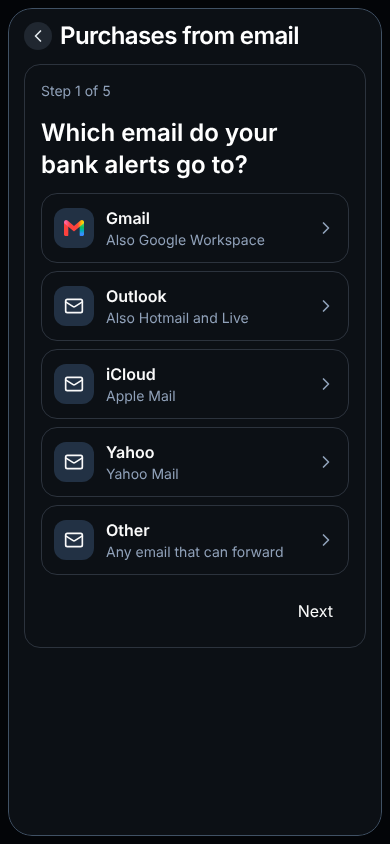 Purchases from email
Step 1 of 5
Which email do your
bank alerts go to?
Gmail
Also Google Workspace
Outlook
Also Hotmail and Live
iCloud
Apple Mail
Yahoo
Yahoo Mail
Other
Any email that can forward
Next